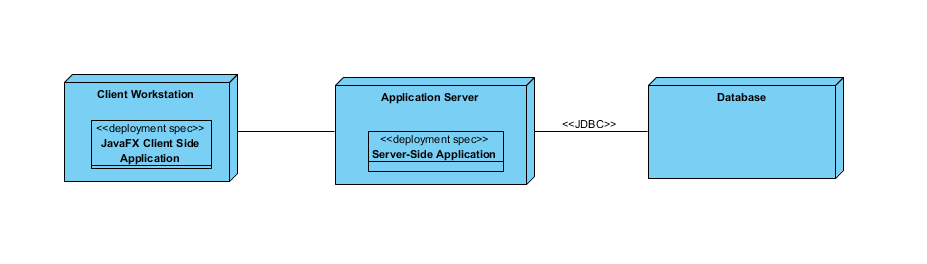 Client Workstation
<<deployment spec>>
JavaFX Client Side
Application
Application Server
<<deployment spec>>
Server-Side Application
<<JDBC>>
Database